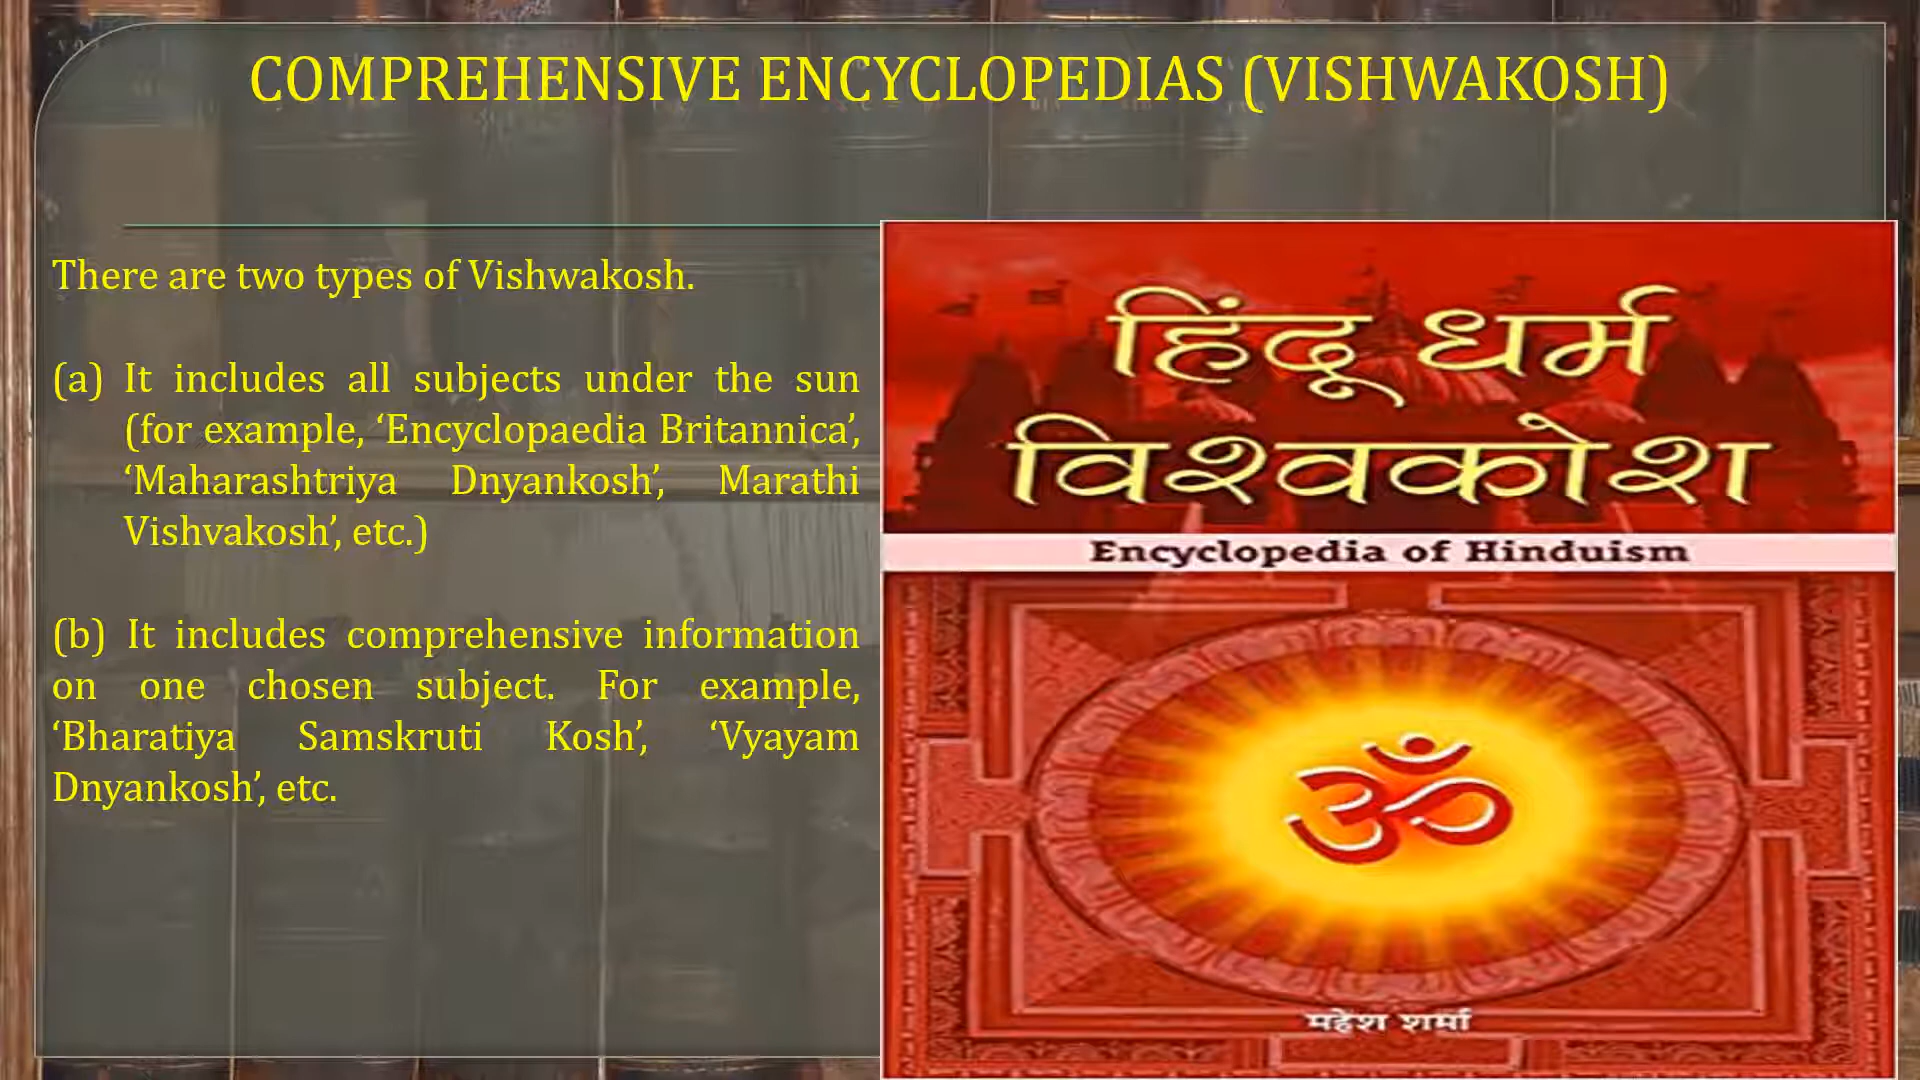 COMPREHENSIVE ENCYCLOPEDIAS (VISHWAKOSH)
There are two types of Vishwakosh.
(a) It includes all subjects under the sun
(for example, ‘Encyclopaedia Britannica’,
‘Maharashtriya Dnyankosh’, Marathi
Vishvakosh’, etc.)
(b) It includes comprehensive information
on one chosen subject. For example,
‘Bharatiya Samskruti Kosh’, ‘Vyayam
Dnyankosh’, etc.
हिंदू धर्म
विश्वकोश
Encyclopedia of Hinduism
ॐ
महेश शर्मा